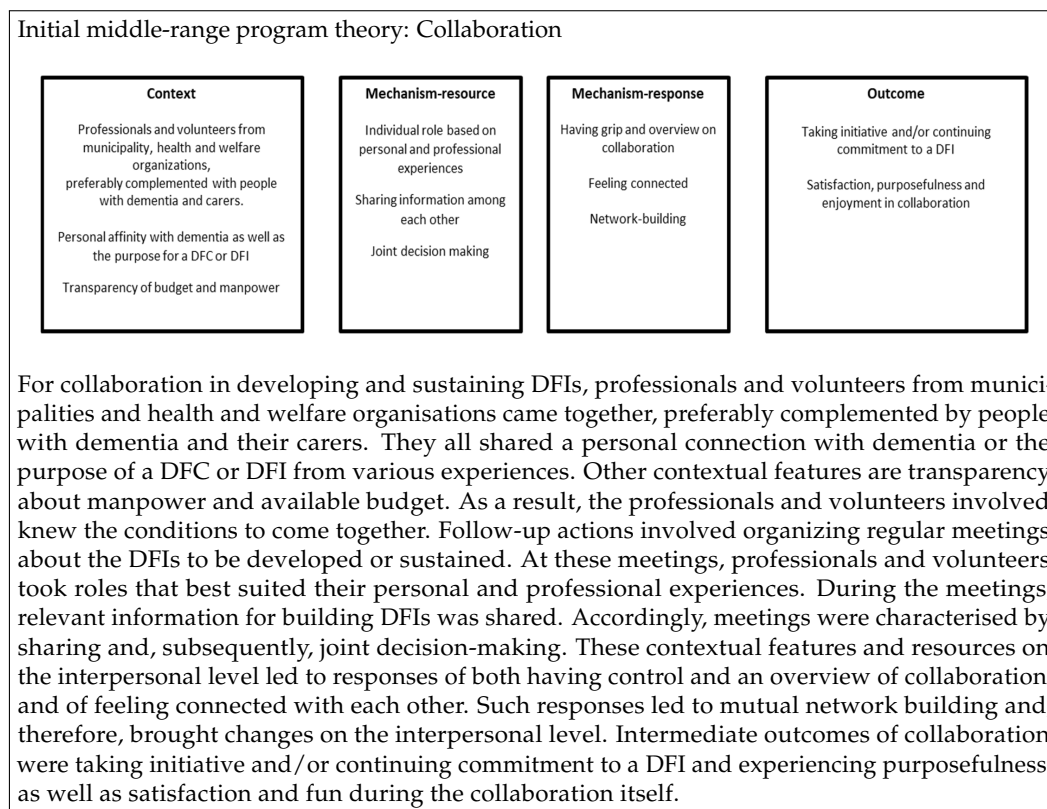 Initial middle-range program theory: Collaboration
Context
Professionals and volunteers from
municipality, health and welfare
organizations,
preferably complemented with people
with dementia and carers.
Personal affinity with dementia as well as
the purpose for a DFC or DFI
Transparency of budget and manpower
Mechanism-resource
Individual role based on
personal and professional
experiences
Sharing information among
each other
Joint decision making
Mechanism-response
Having grip and overview on
collaboration
Feeling connected
Network-building
Outcome
Taking initiative and/or continuing
commitment to a DFI
Satisfaction, purposefulness and
enjoyment in collaboration
For collaboration in developing and sustaining DFIs, professionals and volunteers from munici-
palities and health and welfare organisations came together, preferably complemented by people
with dementia and their carers. They all shared a personal connection with dementia or the
purpose of a DFC or DFI from various experiences. Other contextual features are transparency
about manpower and available budget. As a result, the professionals and volunteers involved
knew the conditions to come together. Follow-up actions involved organizing regular meetings
about the DFIs to be developed or sustained. At these meetings, professionals and volunteers
took roles that best suited their personal and professional experiences. During the meetings
relevant information for building DFIs was shared. Accordingly, meetings were characterised by
sharing and, subsequently, joint decision-making. These contextual features and resources on
the interpersonal level led to responses of both having control and an overview of collaboration
and of feeling connected with each other. Such responses led to mutual network building and
therefore, brought changes on the interpersonal level. Intermediate outcomes of collaboration
were taking initiative and/or continuing commitment to a DFI and experiencing purposefulness
as well as satisfaction and fun during the collaboration itself.